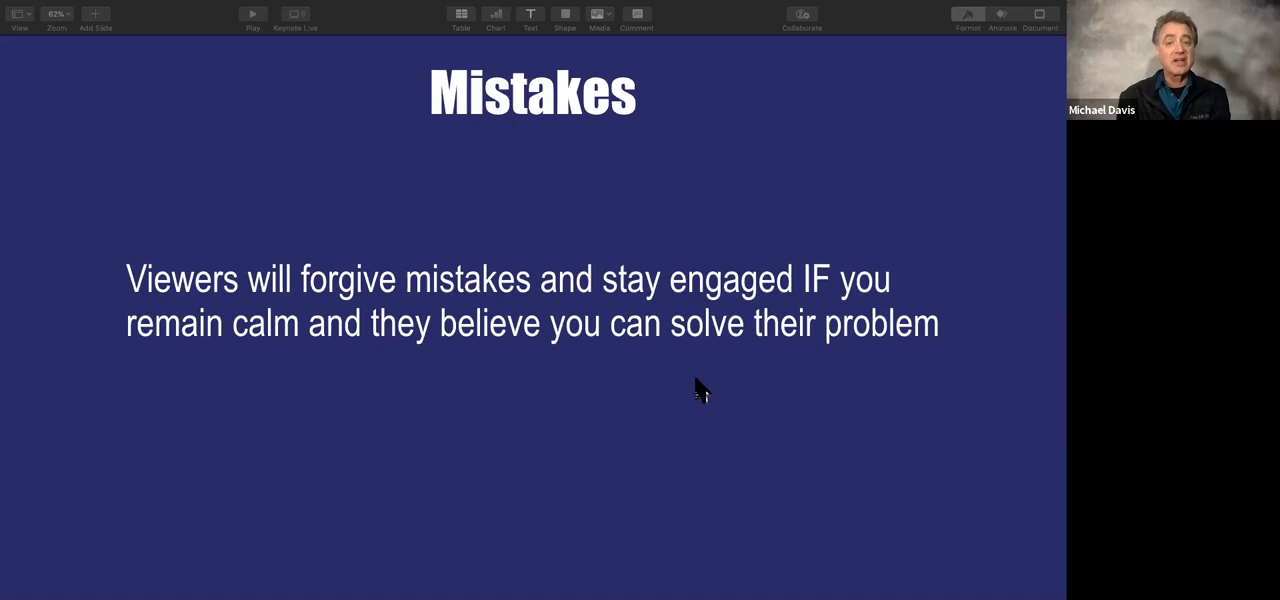 62%
View
Zoom
Add Slide
Play
Keynote Live
Table
Chart
Text
Shape
Media
Comment
Collaborate
Format
Animate
Document
Michael Davis
Mistakes
Viewers will forgive mistakes and stay engaged IF you
remain calm and they believe you can solve their problem